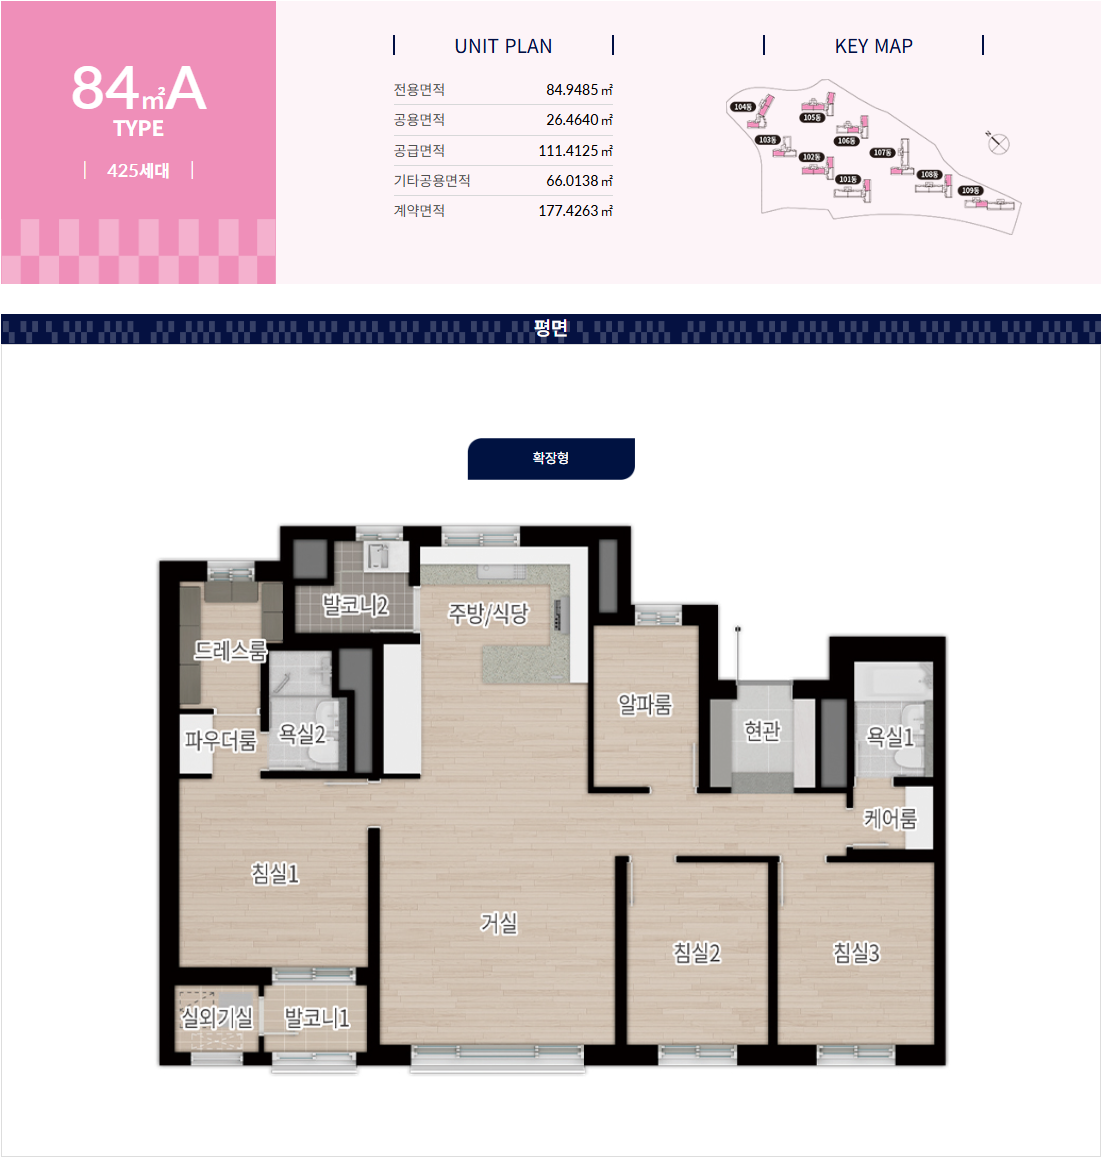 84㎡A
TYPE
425세대
UNIT PLAN
전용면적 84.9485 ㎡
공용면적 26.4640 ㎡
공급면적 111.4125 ㎡
기타공용면적 66.0138 ㎡
계약면적 177.4263 ㎡
KEY MAP
104동
105동
103동
106동
102동
107동
101동
108동
109동
N
평면
확장형
발코니2
주방/식당
드레스룸
알파룸
파우더룸
욕실2
현관
욕실1
케어룸
침실1
거실
침실2
침실3
실외기실
발코니1